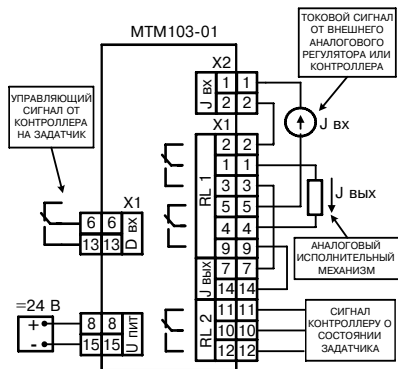 МТМ103-01
ТОКОВЫЙ СИГНАЛ
ОТ ВНЕШНЕГО
АНАЛОГОВОГО
РЕГУЛЯТОРА ИЛИ
КОНТРОЛЛЕРА
X2
J вх
1 1
2 2
J вх
УПРАВЛЯЮЩИЙ
СИГНАЛ ОТ
КОНТРОЛЛЕРА
НА ЗАДАТЧИК
X1
RL 1
2 2
1 1
3 3
5 5
4 4
9 9
J вых
АНАЛОГОВЫЙ
ИСПОЛНИТЕЛЬНЫЙ
МЕХАНИЗМ
X1
6 6
13 13
D вх
J вых
7 7
14 14
=24 В
+
-
8 8
15 15
U пит
RL 2
11 11
10 10
12 12
СИГНАЛ
КОНТРОЛЛЕРУ О
СОСТОЯНИИ
ЗАДАТЧИКА